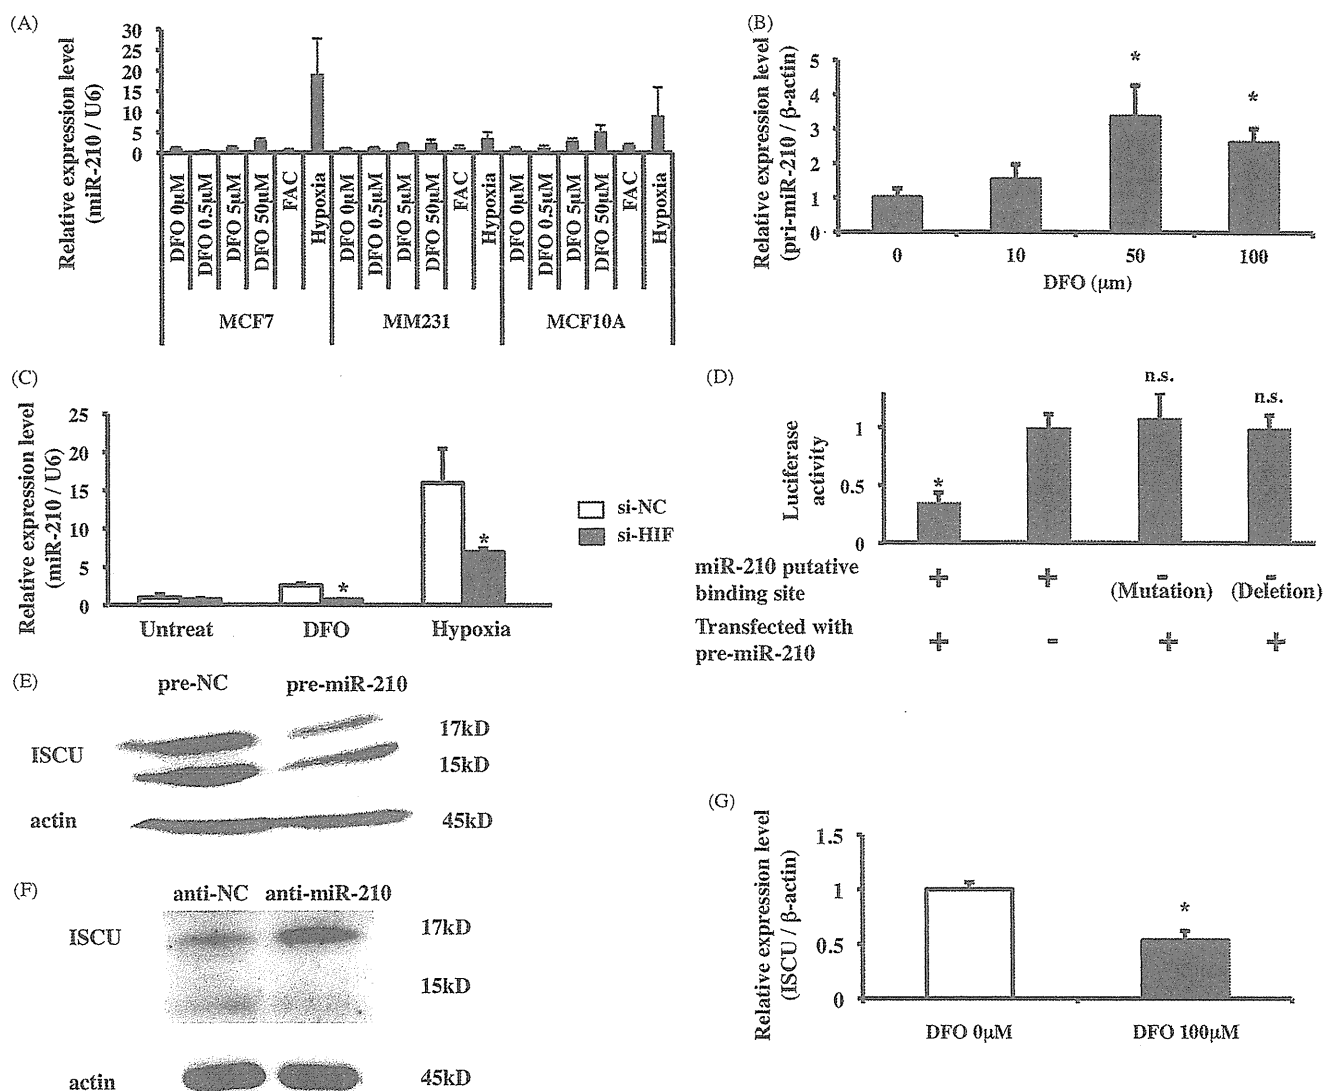 (A)
Relative expression level
(miR-210 / U6)
30
25
20
15
10
5
0
DFO 0μM
DFO 0.5μM
DFO 5μM
DFO 50μM
FAC
Hypoxia
DFO 0μM
DFO 0.5μM
DFO 5μM
DFO 50μM
FAC
Hypoxia
DFO 0μM
DFO 0.5μM
DFO 5μM
DFO 50μM
FAC
Hypoxia
MCF7
MM231
MCF10A
(B)
Relative expression level
(pri-miR-210 / β-actin)
5
4
3
2
1
0
*
*
0
10
50
100
DFO (μm)
(C)
Relative expression level
(miR-210 / U6)
25
20
15
10
5
0
*
*
si-NC
si-HIF
Untreat
DFO
Hypoxia
(D)
Luciferase
activity
1
0.5
0
*
n.s.
n.s.
miR-210 putative
binding site
+
+
-
(Mutation)
-
(Deletion)
Transfected with
pre-miR-210
+
-
+
+
(E)
pre-NC
pre-miR-210
ISCU
17kD
15kD
actin
45kD
(F)
anti-NC
anti-miR-210
ISCU
17kD
15kD
actin
45kD
(G)
Relative expression level
(ISCU / β-actin)
1.5
1
0.5
0
*
DFO 0μM
DFO 100μM